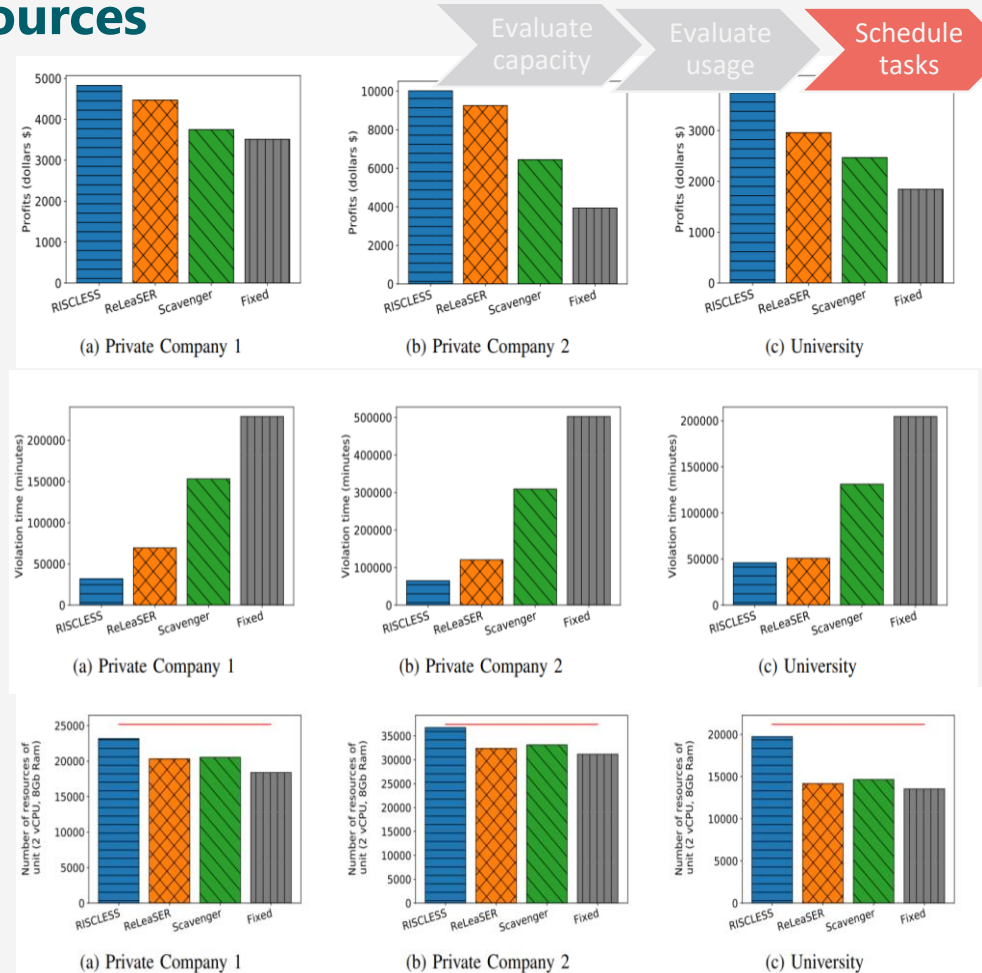 ources
Evaluate
capacity
Evaluate
usage
Schedule
tasks
Profits (dollars $)
5000
4000
3000
2000
1000
0
RISCLESS ReLeaSER Scavenger Fixed
(a) Private Company 1
Profits (dollars $)
10000
8000
6000
4000
2000
0
RISCLESS ReLeaSER Scavenger Fixed
(b) Private Company 2
Profits (dollars $)
3000
2000
1000
0
RISCLESS ReLeaSER Scavenger Fixed
(c) University
Violation time (minutes)
200000
150000
100000
50000
0
RISCLESS ReLeaSER Scavenger Fixed
(a) Private Company 1
Violation time (minutes)
500000
400000
300000
200000
100000
0
RISCLESS ReLeaSER Scavenger Fixed
(b) Private Company 2
Violation time (minutes)
200000
150000
100000
50000
0
RISCLESS ReLeaSER Scavenger Fixed
(c) University
Number of resources of
unit (2 vCPU, 8Gb Ram)
25000
20000
15000
10000
5000
0
RISCLESS ReLeaSER Scavenger Fixed
(a) Private Company 1
Number of resources of
unit (2 vCPU, 8Gb Ram)
35000
30000
25000
20000
15000
10000
5000
0
RISCLESS ReLeaSER Scavenger Fixed
(b) Private Company 2
Number of resources of
unit (2 vCPU, 8Gb Ram)
20000
15000
10000
5000
0
RISCLESS ReLeaSER Scavenger Fixed
(c) University